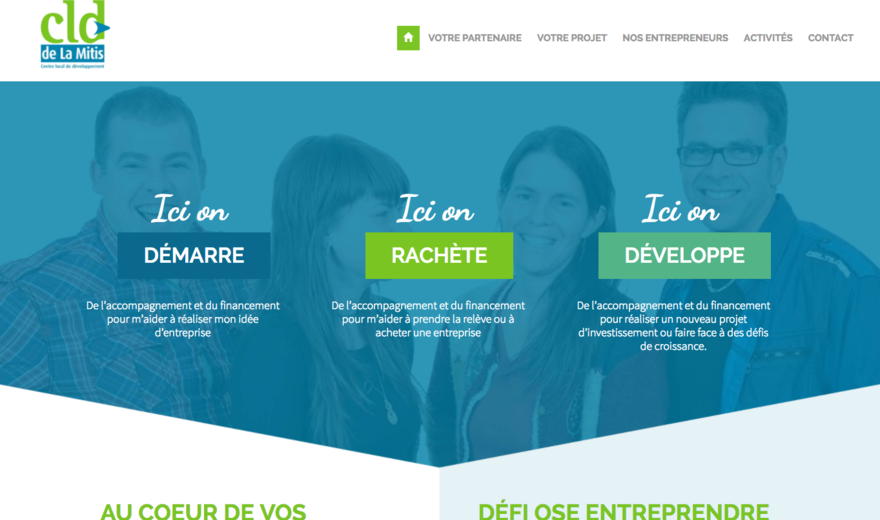 cld
de La Mitis
Centre local de développement
VOTRE PARTENAIRE
VOTRE PROJET
NOS ENTREPRENEURS
ACTIVITÉS
CONTACT
Ici on
DÉMARRE
De l'accompagnement et du financement
pour m'aider à réaliser mon idée
d'entreprise
Ici on
RACHÈTE
De l'accompagnement et du financement
pour m'aider à prendre la relève ou à
acheter une entreprise
Ici on
DÉVELOPPE
De l'accompagnement et du financement
pour réaliser un nouveau projet
d'investissement ou faire face à des défis
de croissance.
AU COEUR DE VOS
DÉFI OSE ENTREPRENDRE